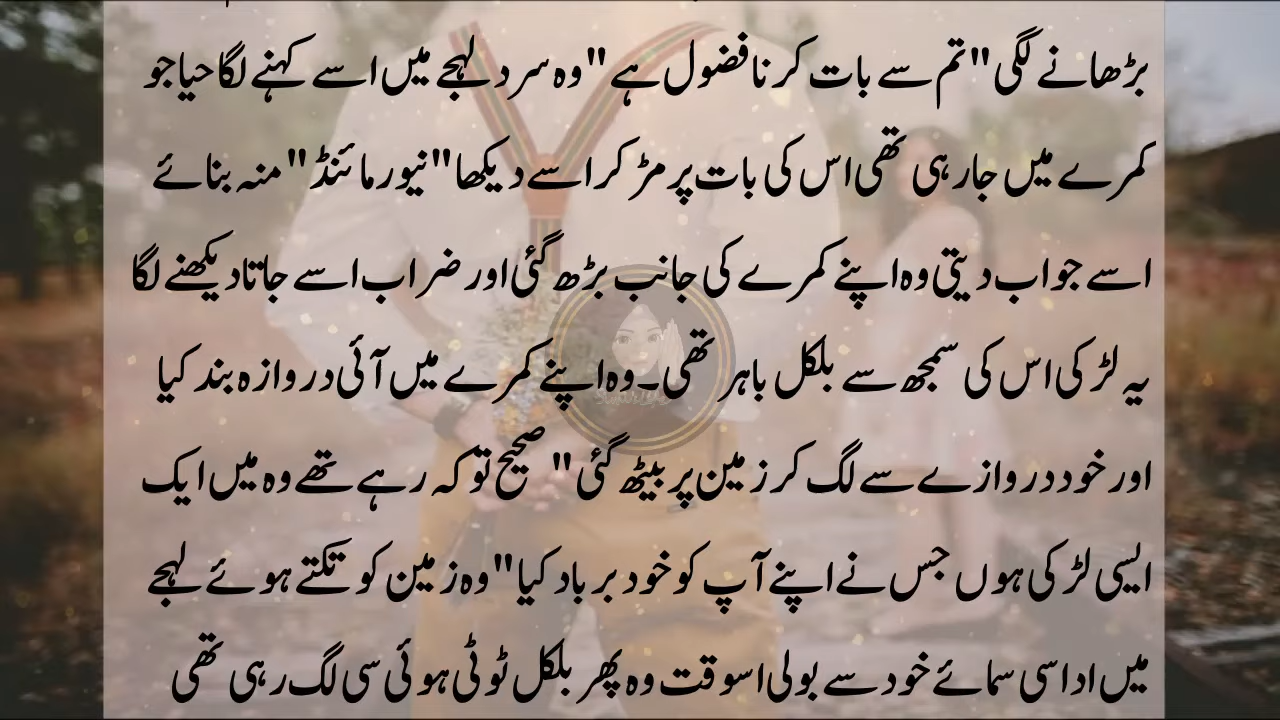 بڑھانے لگی "تم سے بات کرنا فضول ہے "وہ سرد لہجے میں اسے کہنے لگا حیا جو
کمرے میں جارہی تھی اس کی بات پر مڑ کر اسے دیکھا "نیور مائنڈ" منہ بنائے
اسے جواب دیتی وہ اپنے کمرے کی جانب بڑھ گئی اور ضراب اسے جاتا دیکھنے لگا
یہ لڑکی اس کی سمجھ سے بلکل باہر تھی۔وہ اپنے کمرے میں آئی دروازہ بند کیا
اور خود دروازے سے لگ کر زمین پر بیٹھ گئی " صحیح تو کہ رہے تھے وہ میں ایک
ایسی لڑکی ہوں جس نے اپنے آپ کو خود برباد کیا "وہ زمین کو تکتے ہوئے لہجے
میں اداسی سمائے خود سے بولی اسوقت وہ پھر بلکل ٹوٹی ہوئی سی لگ رہی تھی